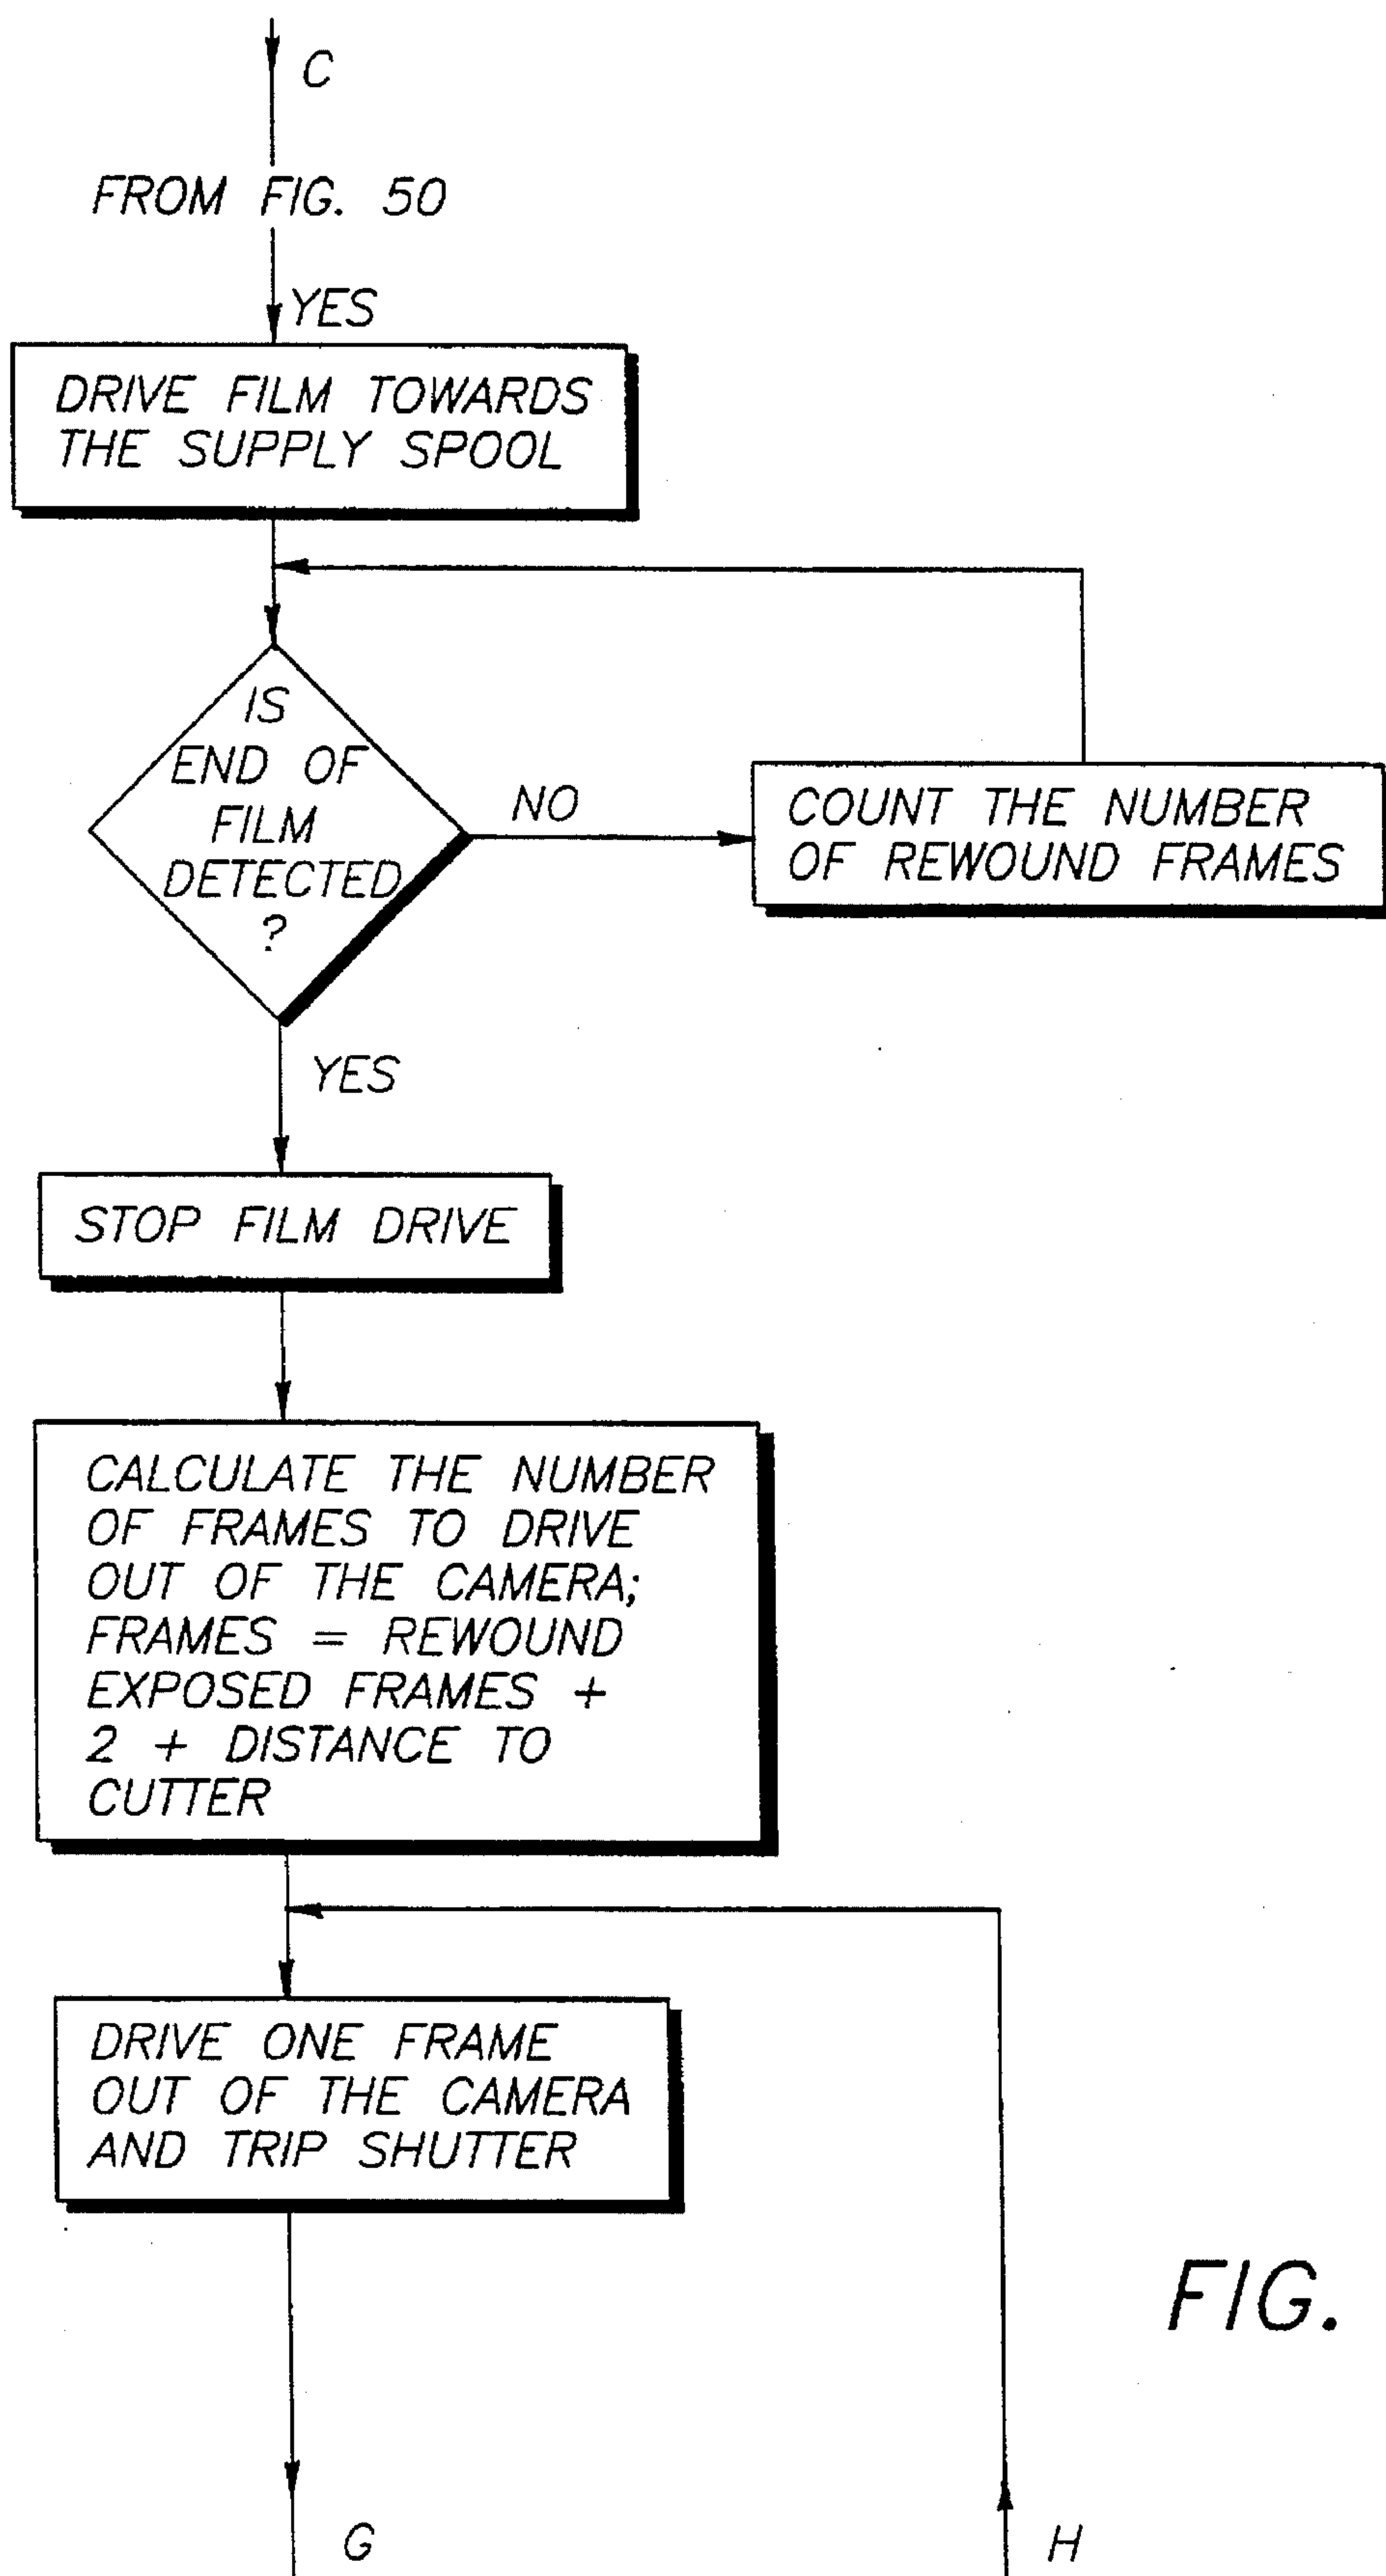 C
FROM FIG. 50
YES
DRIVE FILM TOWARDS
THE SUPPLY SPOOL
IS
END OF
FILM
DETECTED
?
NO
COUNT THE NUMBER
OF REWOUND FRAMES
YES
STOP FILM DRIVE
CALCULATE THE NUMBER
OF FRAMES TO DRIVE
OUT OF THE CAMERA;
FRAMES = REWOUND
EXPOSED FRAMES +
2 + DISTANCE TO
CUTTER
DRIVE ONE FRAME
OUT OF THE CAMERA
AND TRIP SHUTTER
FIG.
G
H